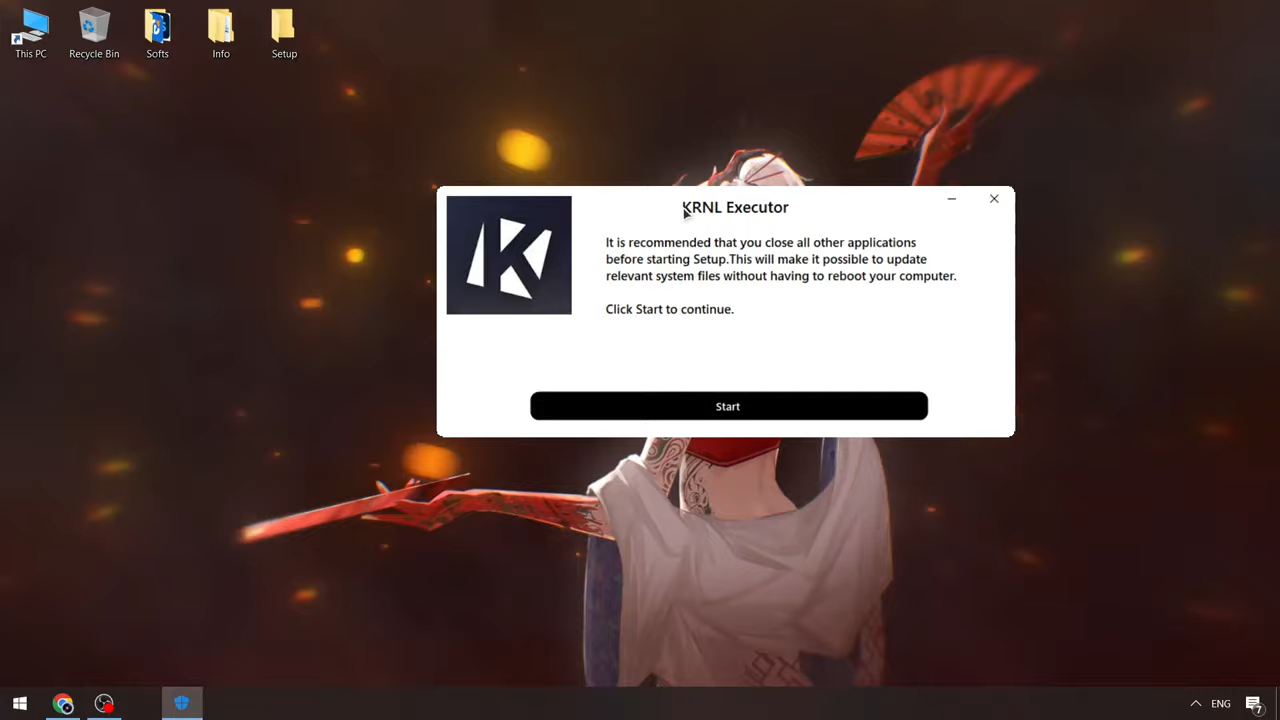 This PC
Recycle Bin
Softs
Info
Setup
KRNL Executor
It is recommended that you close all other applications
before starting Setup.This will make it possible to update
relevant system files without having to reboot your computer.
Click Start to continue.
Start
ENG
7